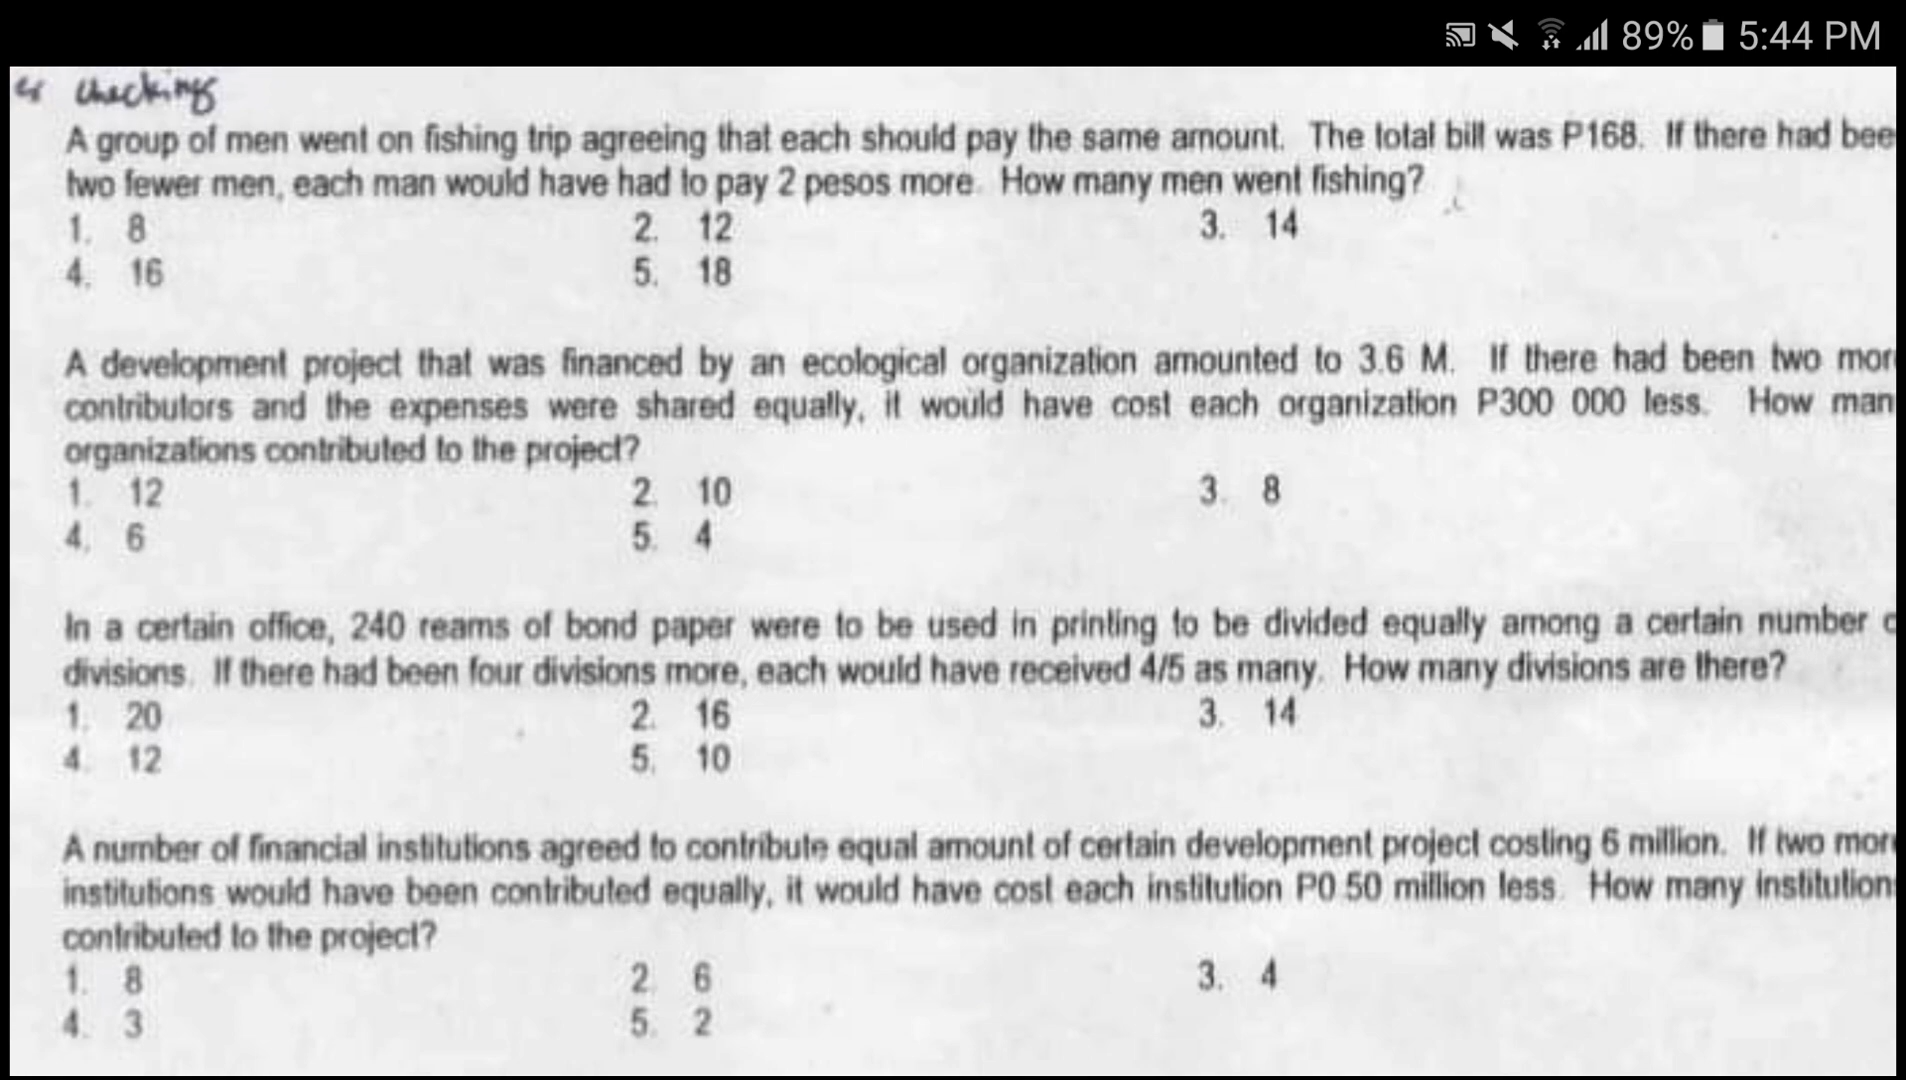 89% 5:44 PM
checkings
A group of men went on fishing trip agreeing that each should pay the same amount. The total bill was P168. If there had bee
two fewer men, each man would have had to pay 2 pesos more. How many men went fishing?
1. 8 2. 12 3. 14
4. 16 5. 18
A development project that was financed by an ecological organization amounted to 3.6 M. If there had been two mor
contributors and the expenses were shared equally, it would have cost each organization P300 000 less. How man
organizations contributed to the project?
1. 12 2. 10 3. 8
4. 6 5. 4
In a certain office, 240 reams of bond paper were to be used in printing to be divided equally among a certain number
divisions. If there had been four divisions more, each would have received 4/5 as many. How many divisions are there?
1. 20 2. 16 3. 14
4. 12 5. 10
A number of financial institutions agreed to contribute equal amount of certain development project costing 6 million. If two mor
institutions would have been contributed equally, it would have cost each institution P0.50 million less. How many institution
contributed to the project?
1. 8 2. 6 3. 4
4. 3 5. 2